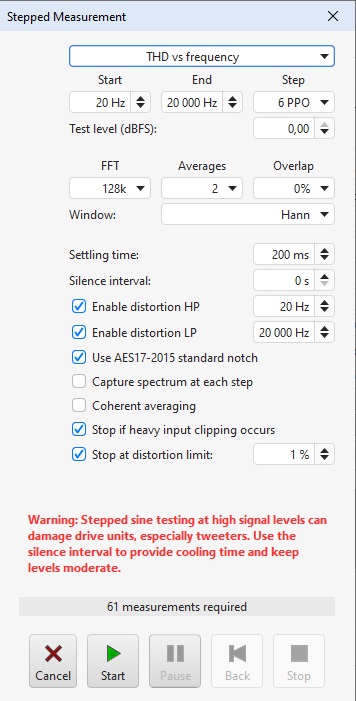 Stepped Measurement
THD vs frequency
Start End Step
20 Hz 20 000 Hz 6 PPO
Test level (dBFS): 0,00
FFT Averages Overlap
128k 2 0%
Window: Hann
Settling time: 200 ms
Silence interval: 0 s
Enable distortion HP 20 Hz
Enable distortion LP 20 000 Hz
Use AES17-2015 standard notch
Capture spectrum at each step
Coherent averaging
Stop if heavy input clipping occurs
Stop at distortion limit: 1 %
Warning: Stepped sine testing at high signal levels can
damage drive units, especially tweeters. Use the
silence interval to provide cooling time and keep
levels moderate.
61 measurements required
Cancel Start Pause Back Stop